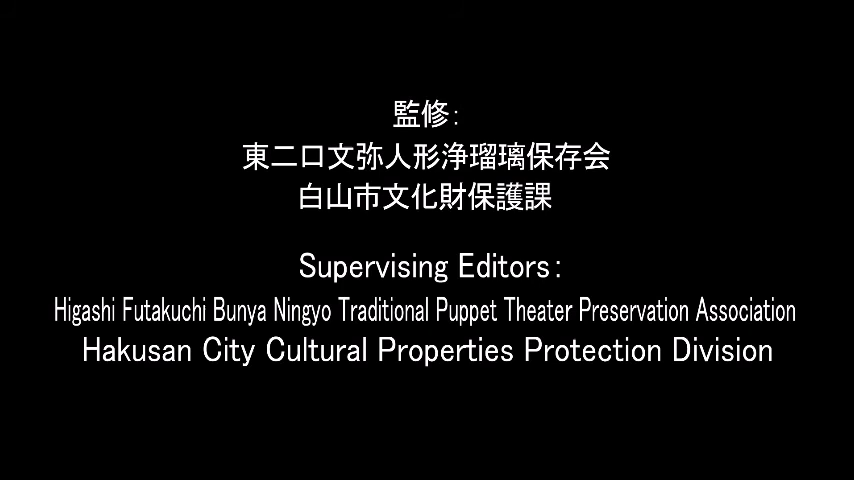 監修：
東二口文弥人形浄瑠璃保存会
白山市文化財保護課
Supervising Editors：
Higashi Futakuchi Bunya Ningyo Traditional Puppet Theater Preservation Association
Hakusan City Cultural Properties Protection Division